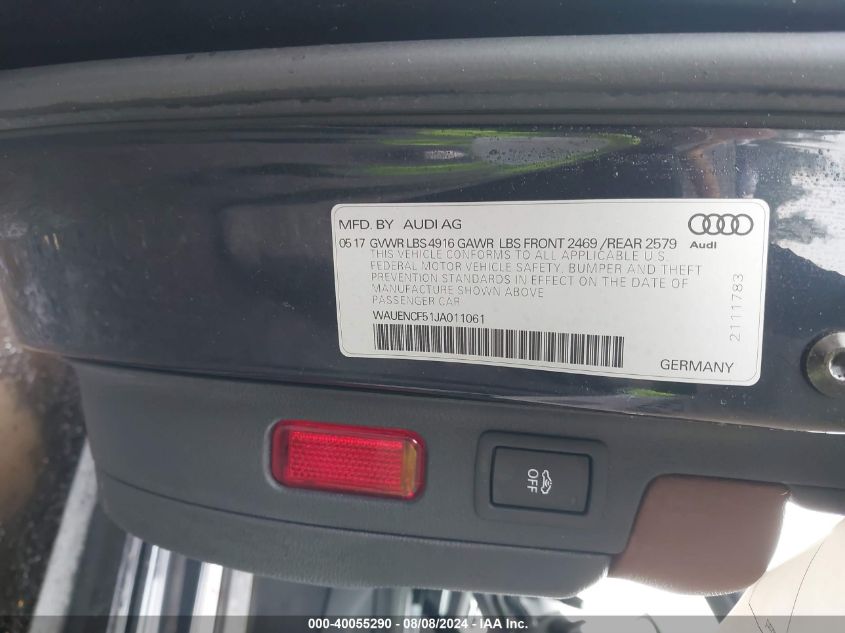 MFD. BY AUDI AG
05 17 GVWR LBS 4916 GAWR LBS FRONT 2469 /REAR 2579
THIS VEHICLE CONFORMS TO ALL APPLICABLE U.S.
FEDERAL MOTOR VEHICLE SAFETY, BUMPER AND THEFT
PREVENTION STANDARDS IN EFFECT ON THE DATE OF
MANUFACTURE SHOWN ABOVE
PASSENGER CAR
WAUENCF51JA011061
Audi
2111783
GERMANY
OFF
000-40055290 - 08/08/2024 - IAA Inc.